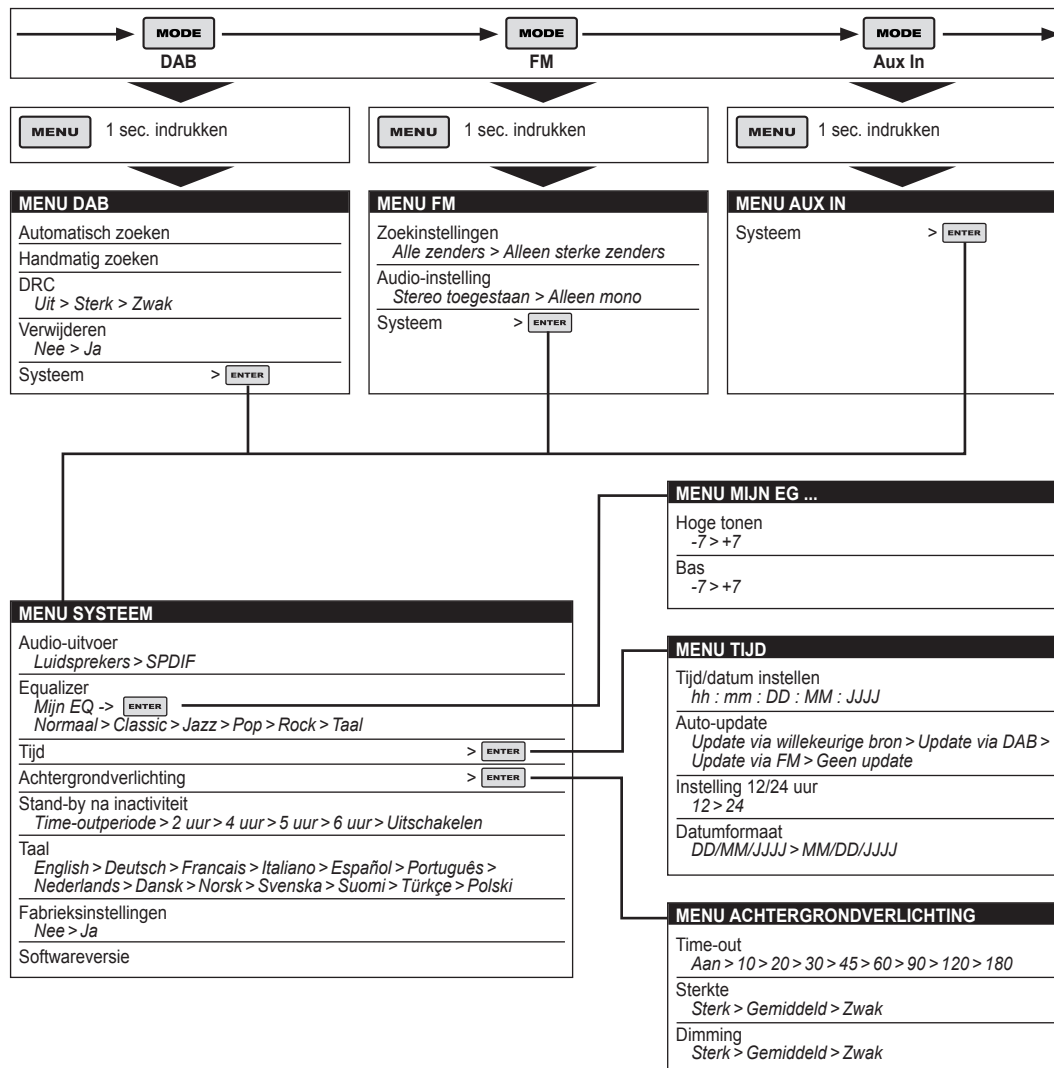 MODE
DAB
MODE
FM
MODE
Aux In
MENU 1 sec. indrukken
MENU 1 sec. indrukken
MENU 1 sec. indrukken
MENU DAB
Automatisch zoeken
Handmatig zoeken
DRC
Uit > Sterk > Zwak
Verwijderen
Nee > Ja
Systeem > ENTER
MENU FM
Zoekinstellingen
Alle zenders > Alleen sterke zenders
Audio-instelling
Stereo toegestaan > Alleen mono
Systeem > ENTER
MENU AUX IN
Systeem > ENTER
MENU MIJN EG ...
Hoge tonen
-7 > +7
Bas
-7 > +7
MENU SYSTEEM
Audio-uitvoer
Luidsprekers > SPDIF
Equalizer
Mijn EQ -> ENTER
Normaal > Classic > Jazz > Pop > Rock > Taal
Tijd > ENTER
Achtergrondverlichting > ENTER
Stand-by na inactiviteit
Time-outperiode > 2 uur > 4 uur > 5 uur > 6 uur > Uitschakelen
Taal
English > Deutsch > Francais > Italiano > Español > Português >
Nederlands > Dansk > Norsk > Svenska > Suomi > Türkçe > Polski
Fabrieksinstellingen
Nee > Ja
Softwareversie
MENU TIJD
Tijd/datum instellen
hh : mm : DD : MM : JJJJ
Auto-update
Update via willekeurige bron > Update via DAB >
Update via FM > Geen update
Instelling 12/24 uur
12 > 24
Datumformaat
DD/MM/JJJJ > MM/DD/JJJJ
MENU ACHTERGRONDVERLICHTING
Time-out
Aan > 10 > 20 > 30 > 45 > 60 > 90 > 120 > 180
Sterkte
Sterk > Gemiddeld > Zwak
Dimming
Sterk > Gemiddeld > Zwak